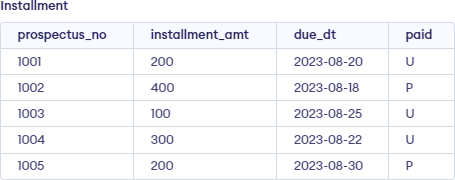 Installment
prospectus_no installment_amt due_dt paid
1001 200 2023-08-20 U
1002 400 2023-08-18 P
1003 100 2023-08-25 U
1004 300 2023-08-22 U
1005 200 2023-08-30 P